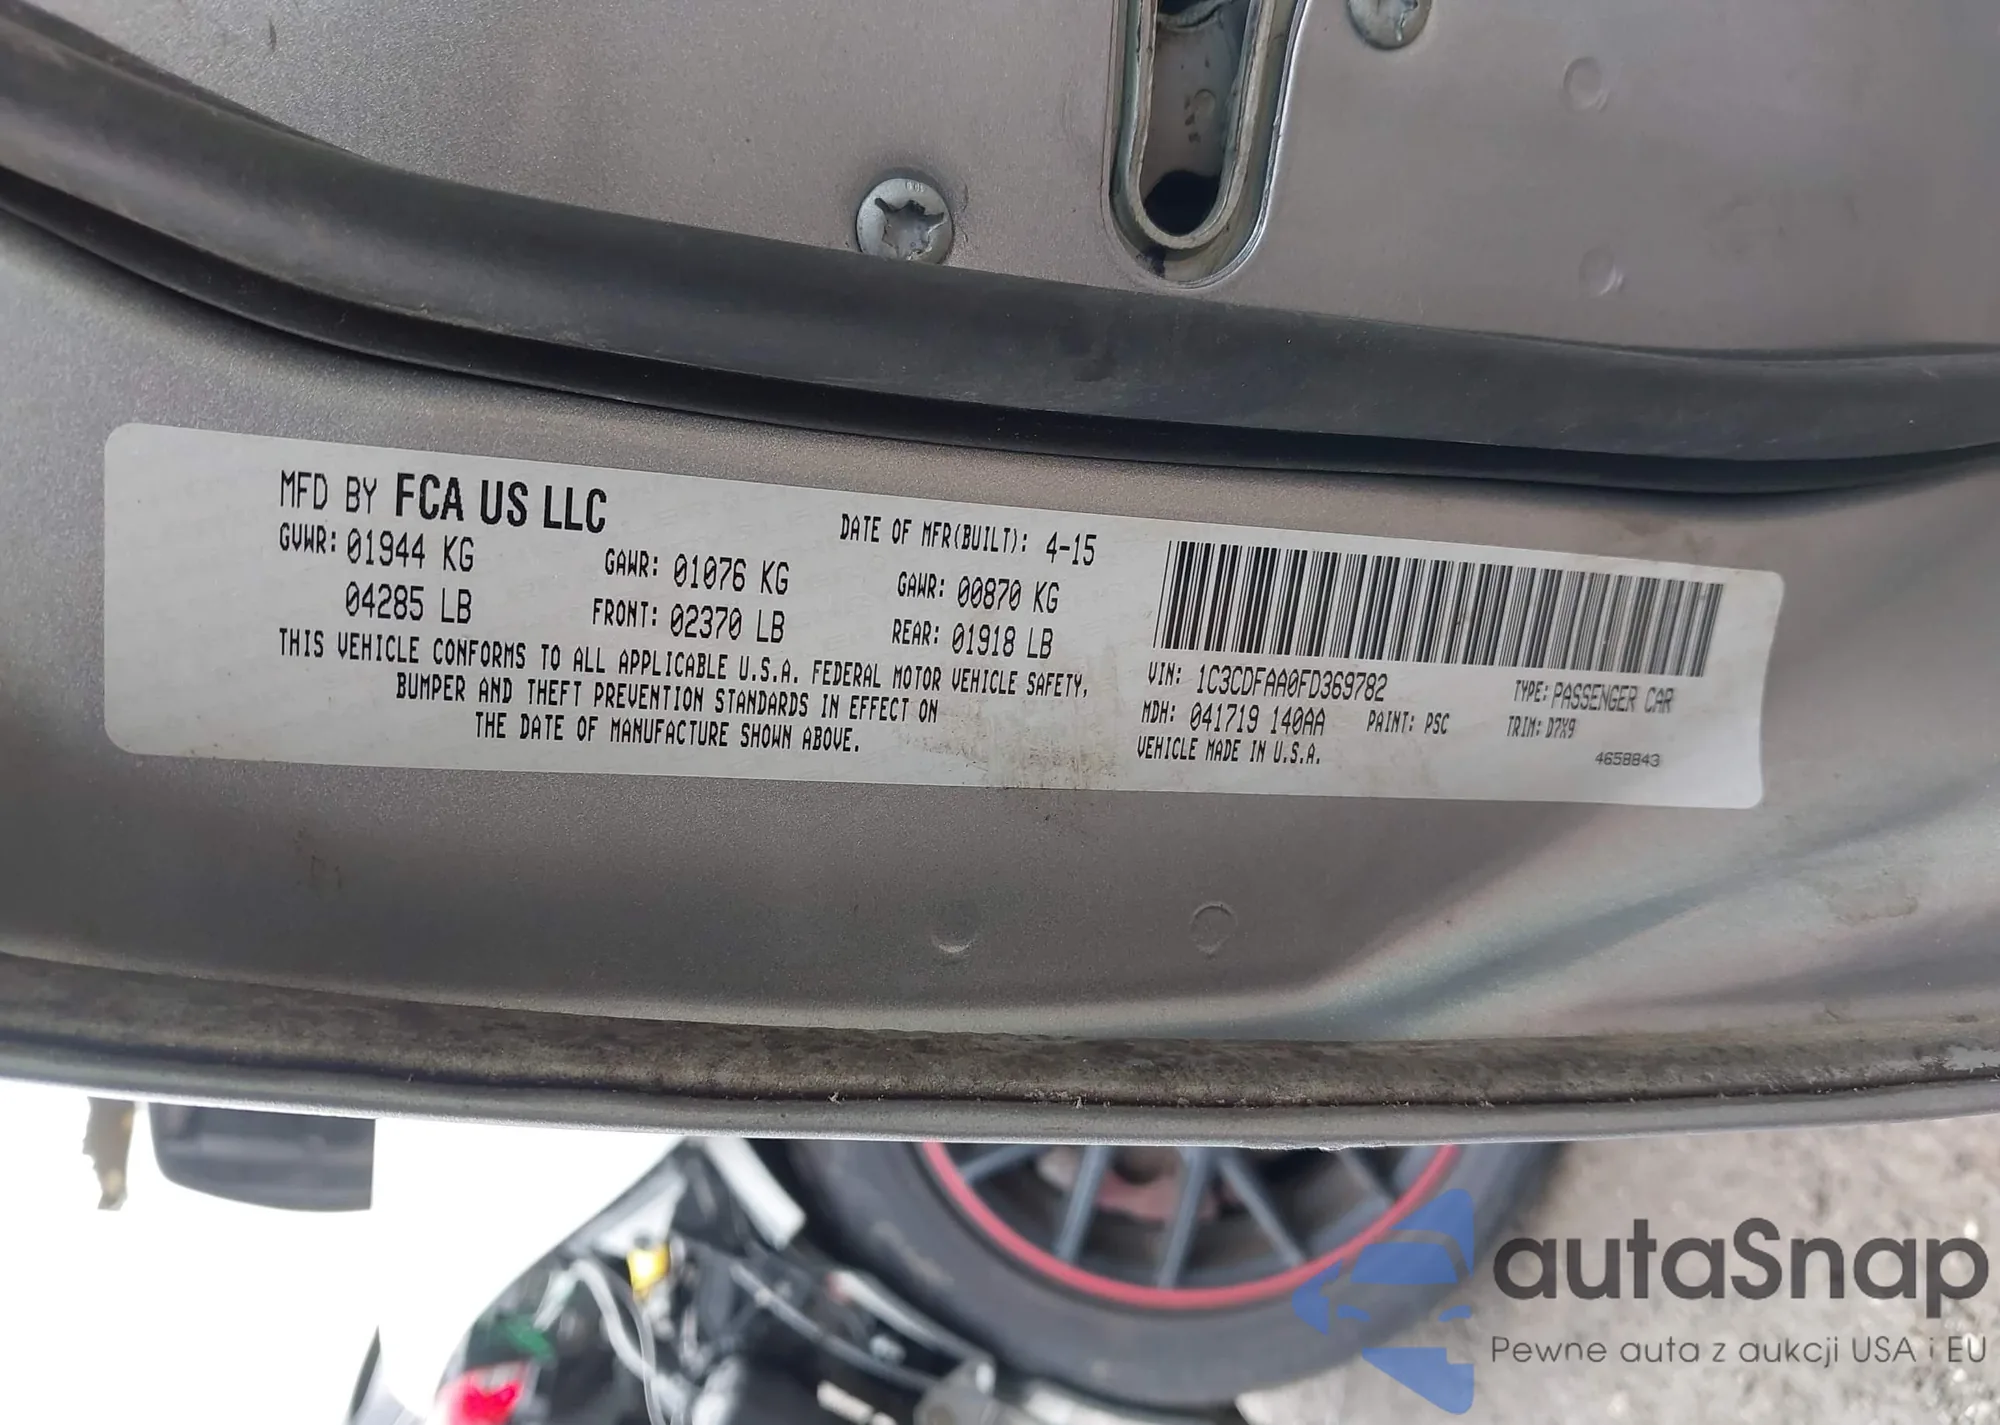 MFD BY FCA US LLC
DATE OF MFR(BUILT): 4-15
GVWR: 01944 KG GAWR: 01076 KG GAWR: 00870 KG
04285 LB FRONT: 02370 LB REAR: 01918 LB
THIS VEHICLE CONFORMS TO ALL APPLICABLE U.S.A. FEDERAL MOTOR VEHICLE SAFETY,
BUMPER AND THEFT PREVENTION STANDARDS IN EFFECT ON
THE DATE OF MANUFACTURE SHOWN ABOVE.
VIN: 1C3CDFAA0FD369782 TYPE: PASSENGER CAR
MDH: 041719 140AA PAINT: PSC TRIM: D7X9
VEHICLE MADE IN U.S.A.
4658843
autaSnap
Pewne auta z aukcji USA i EU